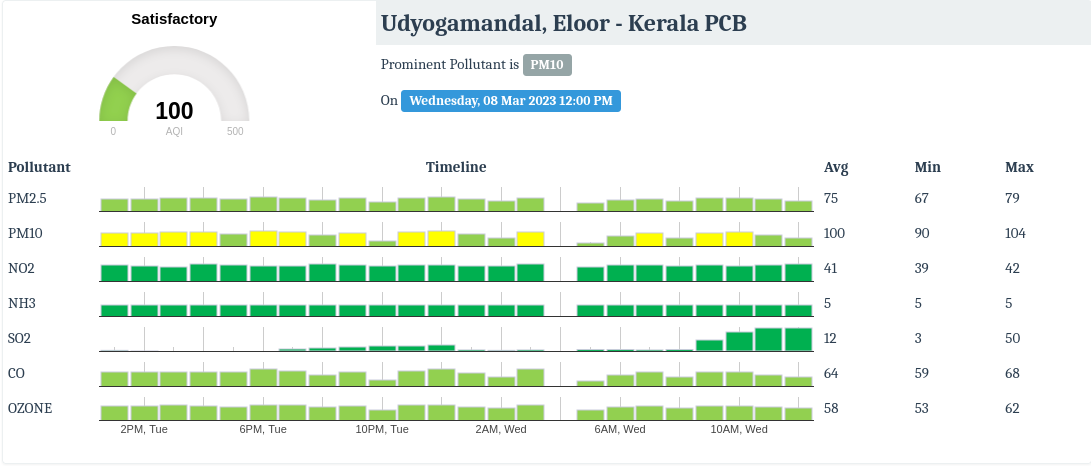 Satisfactory
100
0 AQI 500
Udyogamandal, Eloor - Kerala PCB
Prominent Pollutant is PM10
On Wednesday, 08 Mar 2023 12:00 PM
Pollutant Timeline Avg Min Max
PM2.5 75 67 79
PM10 100 90 104
NO2 41 39 42
NH3 5 5 5
SO2 12 3 50
CO 64 59 68
OZONE 58 53 62
2PM, Tue 6PM, Tue 10PM, Tue 2AM, Wed 6AM, Wed 10AM, Wed